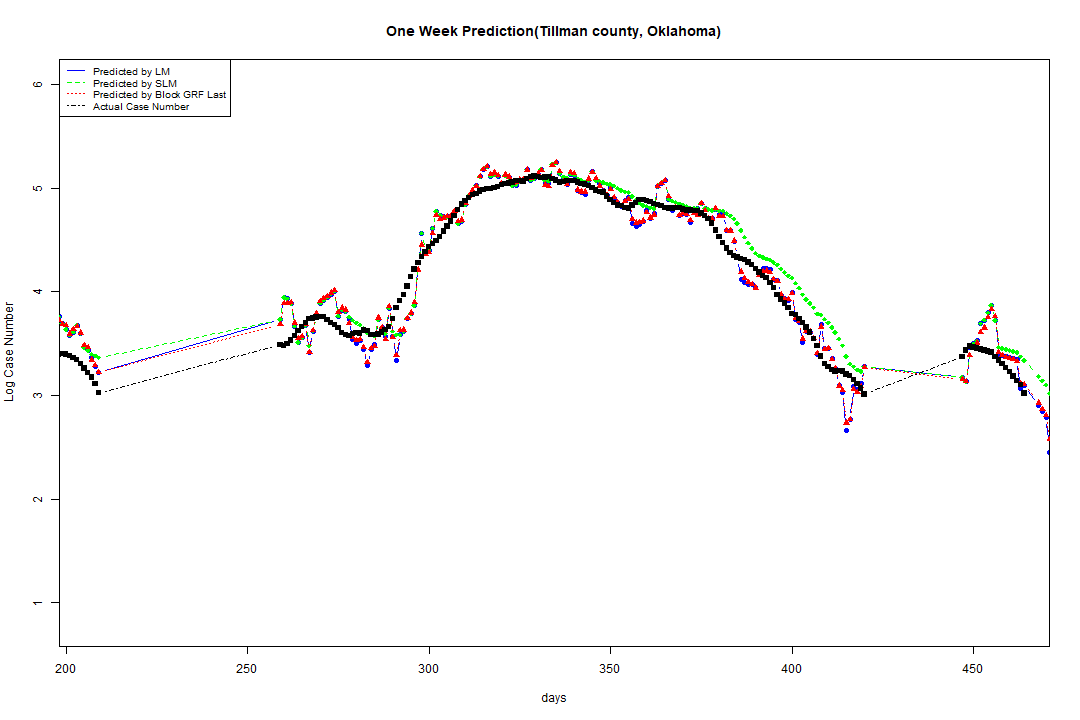 One Week Prediction(Tillman county, Oklahoma)
Predicted by LM
Predicted by SLM
Predicted by Block GRF Last
Actual Case Number
Log Case Number
6
5
4
3
2
1
200 250 300 350 400 450
days